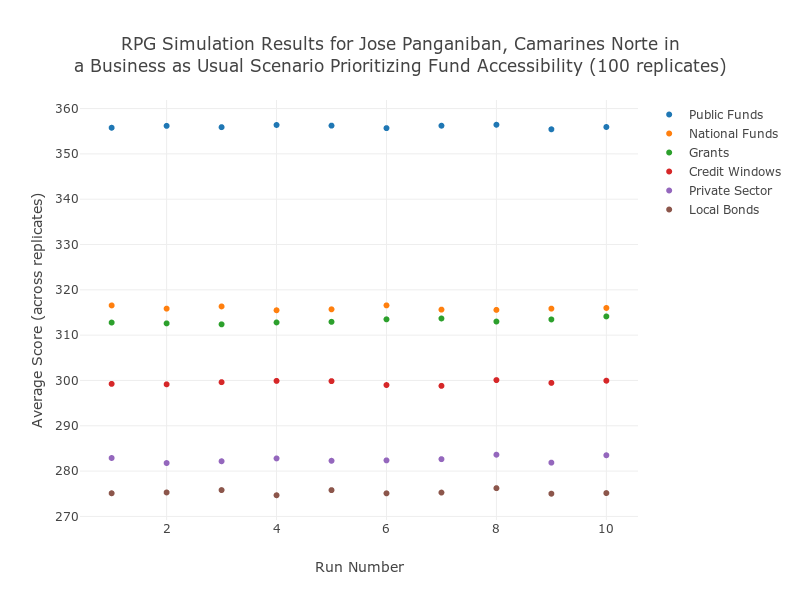 RPG Simulation Results for Jose Panganiban, Camarines Norte in
a Business as Usual Scenario Prioritizing Fund Accessibility (100 replicates)
Average Score (across replicates)
360
350
340
330
320
310
300
290
280
270
2
4
6
8
10
Run Number
Public Funds
National Funds
Grants
Credit Windows
Private Sector
Local Bonds